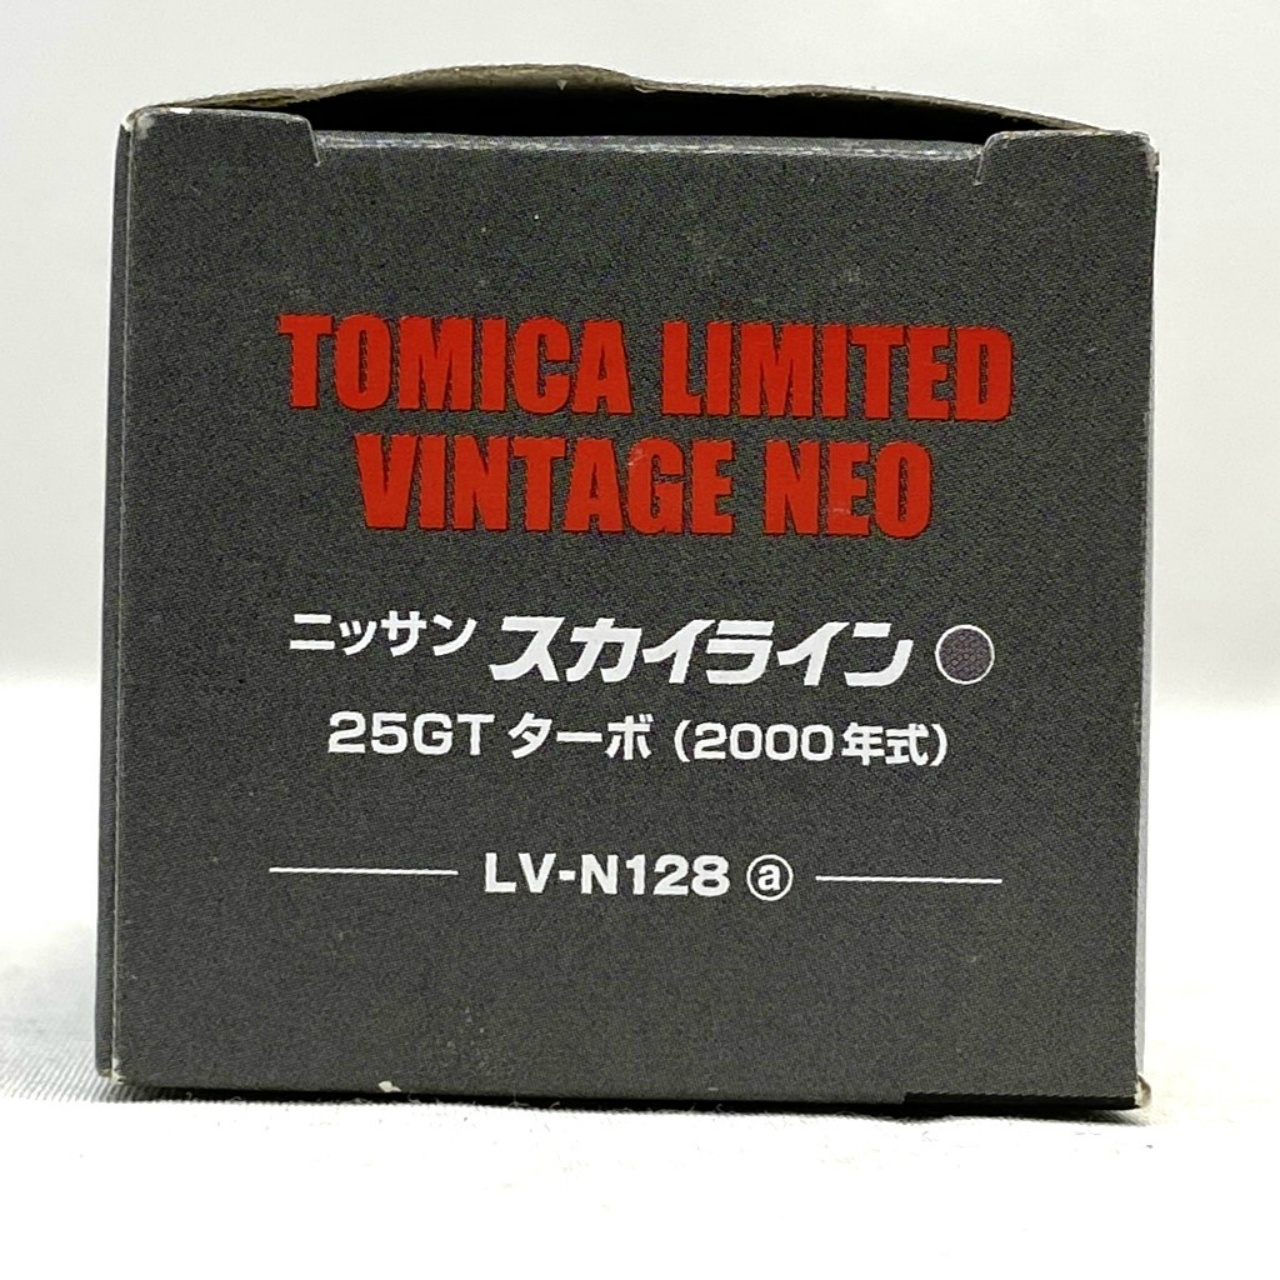 TOMICA LIMITED
VINTAGE NEO
ニッサン スカイライン
25GT ターボ（2000年式）
LV-N128 ⓐ